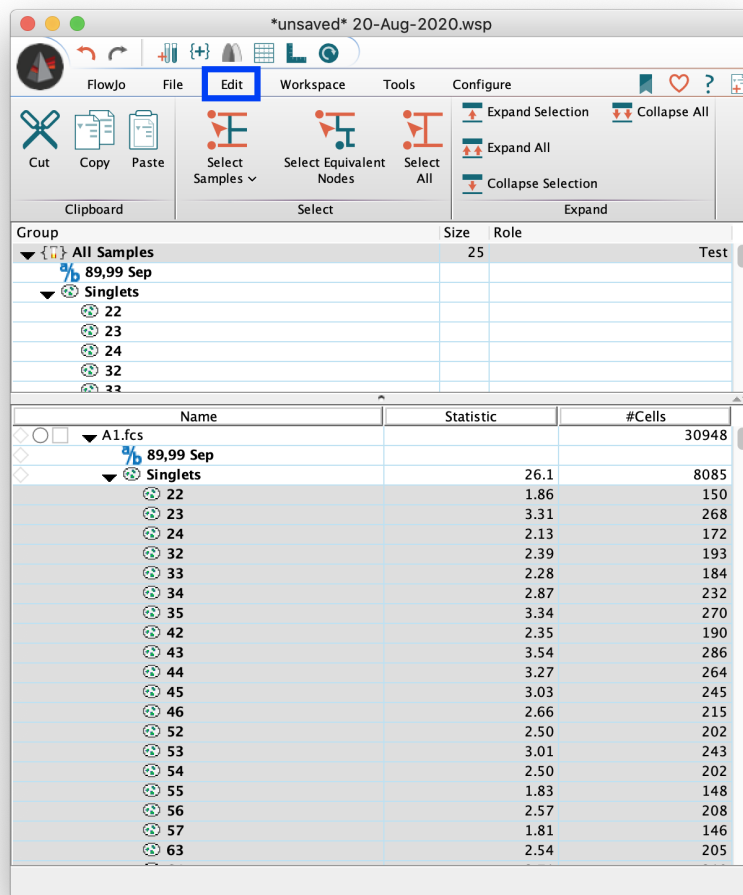 *unsaved* 20-Aug-2020.wsp
{+}
FlowJo File Edit Workspace Tools Configure ?
Cut Copy Paste
Clipboard
Select Samples
Select Equivalent Nodes
Select All
Select
Expand Selection Collapse All
Expand All
Collapse Selection
Expand
Group Size Role
{ } All Samples 25 Test
a/b 89,99 Sep
Singlets
22
23
24
32
33
Name Statistic #Cells
A1.fcs 30948
a/b 89,99 Sep
Singlets 26.1 8085
22 1.86 150
23 3.31 268
24 2.13 172
32 2.39 193
33 2.28 184
34 2.87 232
35 3.34 270
42 2.35 190
43 3.54 286
44 3.27 264
45 3.03 245
46 2.66 215
52 2.50 202
53 3.01 243
54 2.50 202
55 1.83 148
56 2.57 208
57 1.81 146
63 2.54 205